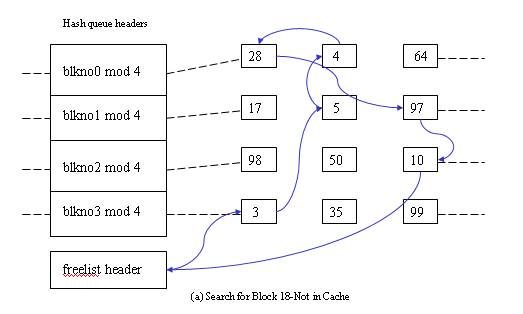 Hash queue headers
28 4 64
blkno0 mod 4
17 5 97
blkno1 mod 4
98 50 10
blkno2 mod 4
3 35 99
blkno3 mod 4
freelist header
(a) Search for Block 18-Not in Cache